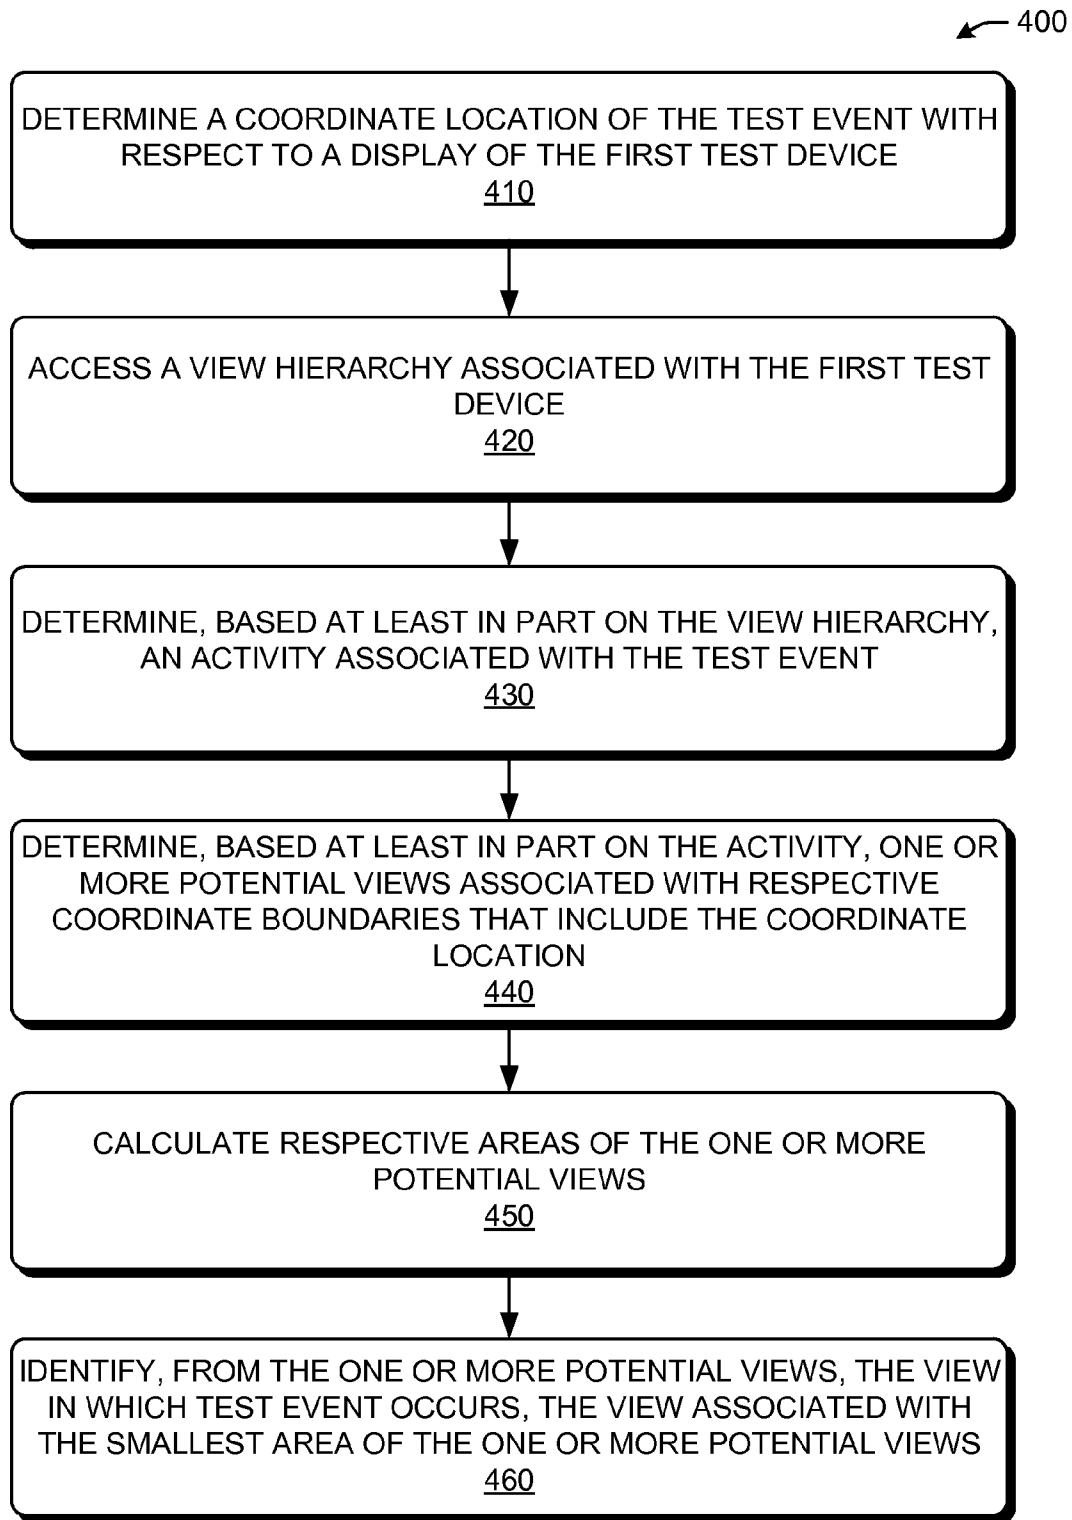 400
DETERMINE A COORDINATE LOCATION OF THE TEST EVENT WITH
RESPECT TO A DISPLAY OF THE FIRST TEST DEVICE
410
ACCESS A VIEW HIERARCHY ASSOCIATED WITH THE FIRST TEST
DEVICE
420
DETERMINE, BASED AT LEAST IN PART ON THE VIEW HIERARCHY,
AN ACTIVITY ASSOCIATED WITH THE TEST EVENT
430
DETERMINE, BASED AT LEAST IN PART ON THE ACTIVITY, ONE OR
MORE POTENTIAL VIEWS ASSOCIATED WITH RESPECTIVE
COORDINATE BOUNDARIES THAT INCLUDE THE COORDINATE
LOCATION
440
CALCULATE RESPECTIVE AREAS OF THE ONE OR MORE
POTENTIAL VIEWS
450
IDENTIFY, FROM THE ONE OR MORE POTENTIAL VIEWS, THE VIEW
IN WHICH TEST EVENT OCCURS, THE VIEW ASSOCIATED WITH
THE SMALLEST AREA OF THE ONE OR MORE POTENTIAL VIEWS
460